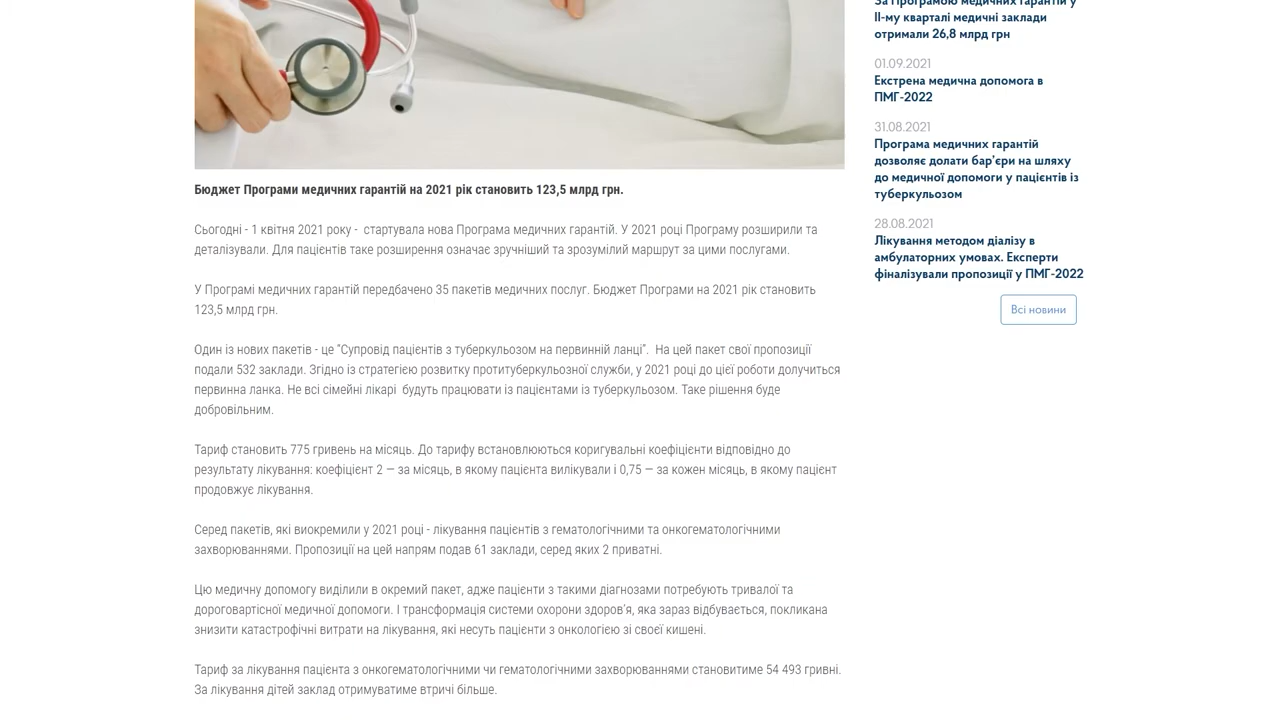 Бюджет Програми медичних гарантій на 2021 рік становить 123,5 млрд грн.
Сьогодні - 1 квітня 2021 року -  стартувала нова Програма медичних гарантій. У 2021 році Програму розширили та
деталізували. Для пацієнтів таке розширення означає зручніший та зрозумілий маршрут за цими послугами.
У Програмі медичних гарантій передбачено 35 пакетів медичних послуг. Бюджет Програми на 2021 рік становить
123,5 млрд грн.
Один із нових пакетів - це “Супровід пацієнтів з туберкульозом на первинній ланці”.  На цей пакет свої пропозиції
подали 532 заклади. Згідно із стратегією розвитку протитуберкульозної служби, у 2021 році до цієї роботи долучиться
первинна ланка. Не всі сімейні лікарі  будуть працювати із пацієнтами із туберкульозом. Таке рішення буде
добровільним.
Тариф становить 775 гривень на місяць. До тарифу встановлюються коригувальні коефіцієнти відповідно до
результату лікування: коефіцієнт 2 — за місяць, в якому пацієнта вилікували і 0,75 — за кожен місяць, в якому пацієнт
продовжує лікування.
Серед пакетів, які виокремили у 2021 році - лікування пацієнтів з гематологічними та онкогематологічними
захворюваннями. Пропозиції на цей напрям подав 61 заклади, серед яких 2 приватні.
Цю медичну допомогу виділили в окремий пакет, адже пацієнти з такими діагнозами потребують тривалої та
дороговартісної медичної допомоги. І трансформація системи охорони здоров’я, яка зараз відбувається, покликана
знизити катастрофічні витрати на лікування, які несуть пацієнти з онкологією зі своєї кишені.
Тариф за лікування пацієнта з онкогематологічними чи гематологічними захворюваннями становитиме 54 493 гривні.
За лікування дітей заклад отримуватиме втричі більше.
За Програмою медичних гарантій у
ІІ-му кварталі медичні заклади
отримали 26,8 млрд грн
01.09.2021
Екстрена медична допомога в
ПМГ-2022
31.08.2021
Програма медичних гарантій
дозволяє долати бар’єри на шляху
до медичної допомоги у пацієнтів із
туберкульозом
28.08.2021
Лікування методом діалізу в
амбулаторних умовах. Експерти
фіналізували пропозиції у ПМГ-2022
Всі новини